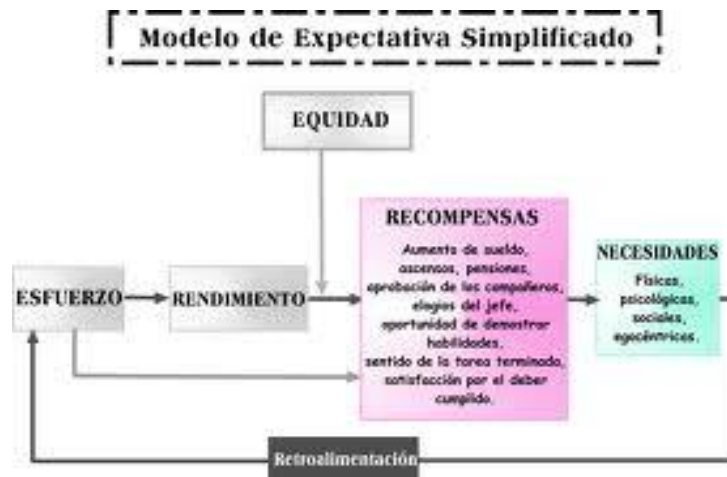 Modelo de Expectativa Simplificado
EQUIDAD
ESFUERZO
RENDIMIENTO
RECOMPENSAS
Aumento de sueldo,
ascensos, pensiones,
aprobación de los compañeros,
elogios del jefe,
oportunidad de demostrar
habilidades,
sentido de la tarea terminada,
satisfacción por el deber
cumplido.
NECESIDADES
Físicas,
psicológicas,
sociales,
egocéntricas.
Retroalimentación